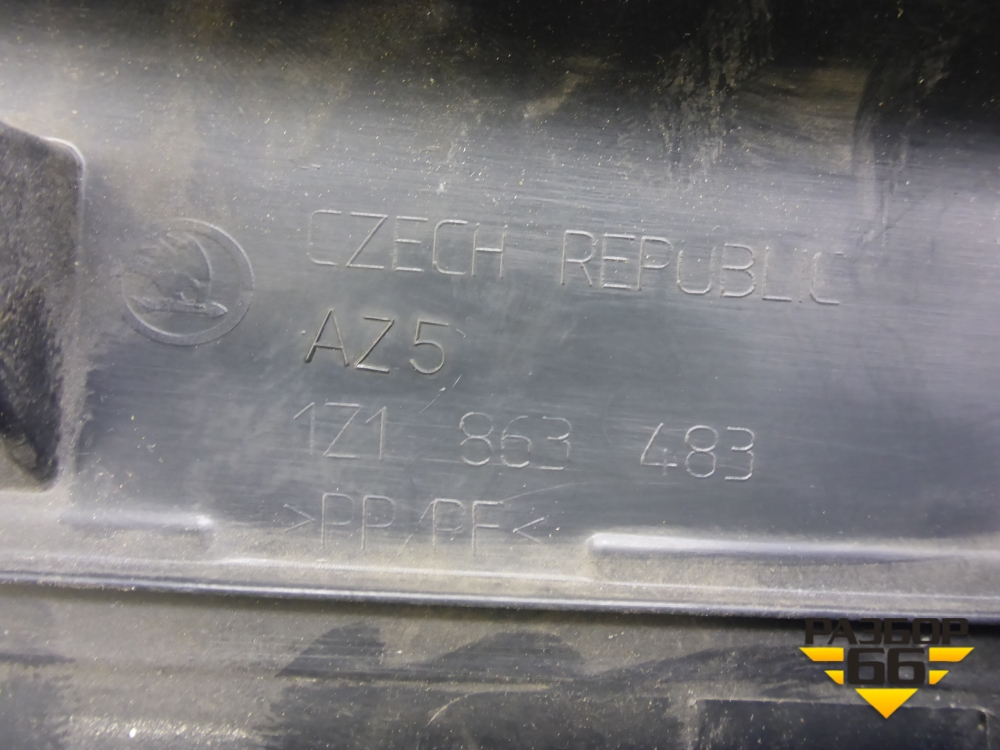 CZECH REPUBLIC
AZ5
1Z1 863 483
>PP/PE<
РАЗБОР
66